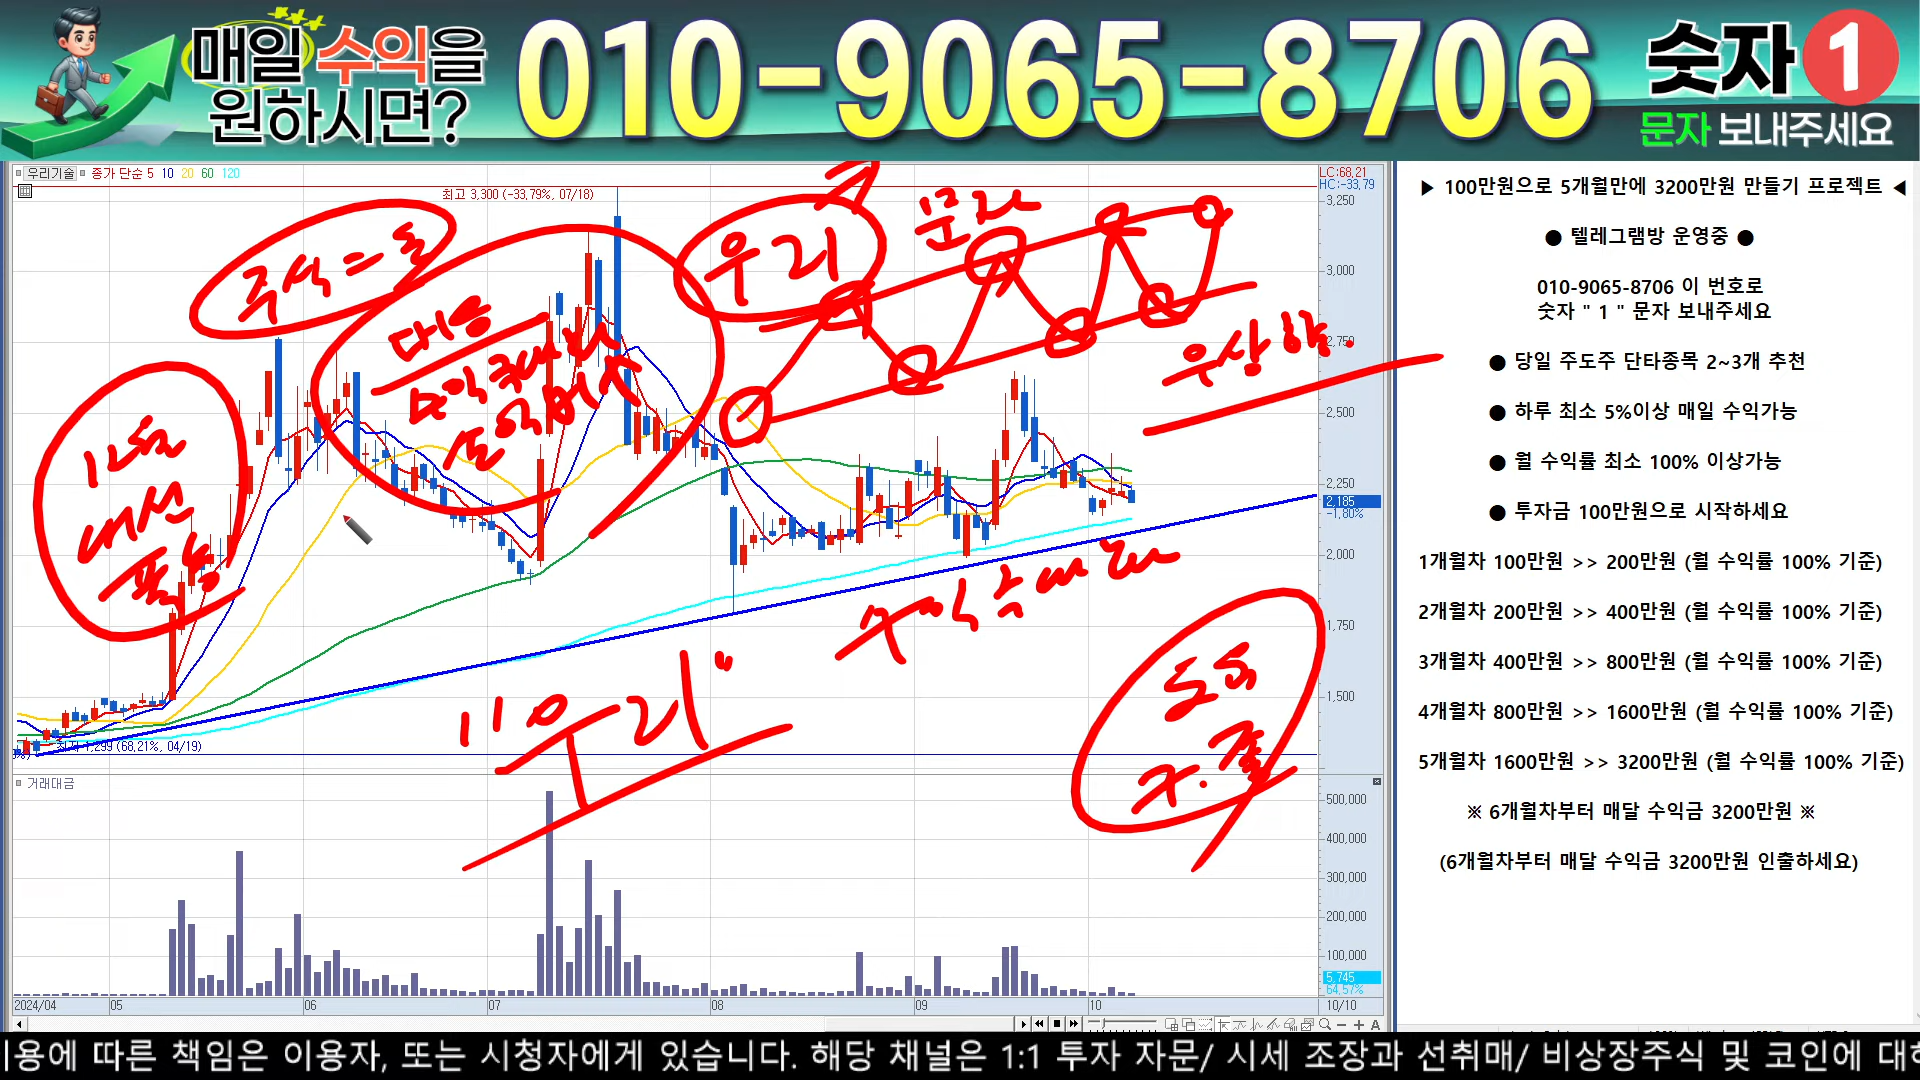 매일 수익을
원하시면?
010-9065-8706
숫자 1
문자 보내주세요
우리기술 종가 단순 5 10 20 60 120
최고 3,300 (-33,79%, 07/18)
LC:68,21
HC:-33,79
3,250
3,000
2,750
2,500
2,250
2,185
-1,80%
2,000
1,750
1,500
1,299 (68,21%, 04/19)
주식=돈
우리
문자
우상향.
"우리"
거래대금
500,000
400,000
300,000
200,000
100,000
5,745
64,57%
2024/04 05 06 07 08 09 10 10/10
▶ 100만원으로 5개월만에 3200만원 만들기 프로젝트 ◀
● 텔레그램방 운영중 ●
010-9065-8706 이 번호로
숫자 " 1 " 문자 보내주세요
● 당일 주도주 단타종목 2~3개 추천
● 하루 최소 5%이상 매일 수익가능
● 월 수익률 최소 100% 이상가능
● 투자금 100만원으로 시작하세요
1개월차 100만원 >> 200만원 (월 수익률 100% 기준)
2개월차 200만원 >> 400만원 (월 수익률 100% 기준)
3개월차 400만원 >> 800만원 (월 수익률 100% 기준)
4개월차 800만원 >> 1600만원 (월 수익률 100% 기준)
5개월차 1600만원 >> 3200만원 (월 수익률 100% 기준)
※ 6개월차부터 매달 수익금 3200만원 ※
(6개월차부터 매달 수익금 3200만원 인출하세요)
용에 따른 책임은 이용자, 또는 시청자에게 있습니다. 해당 채널은 1:1 투자 자문/ 시세 조장과 선취매/ 비상장주식 및 코인에